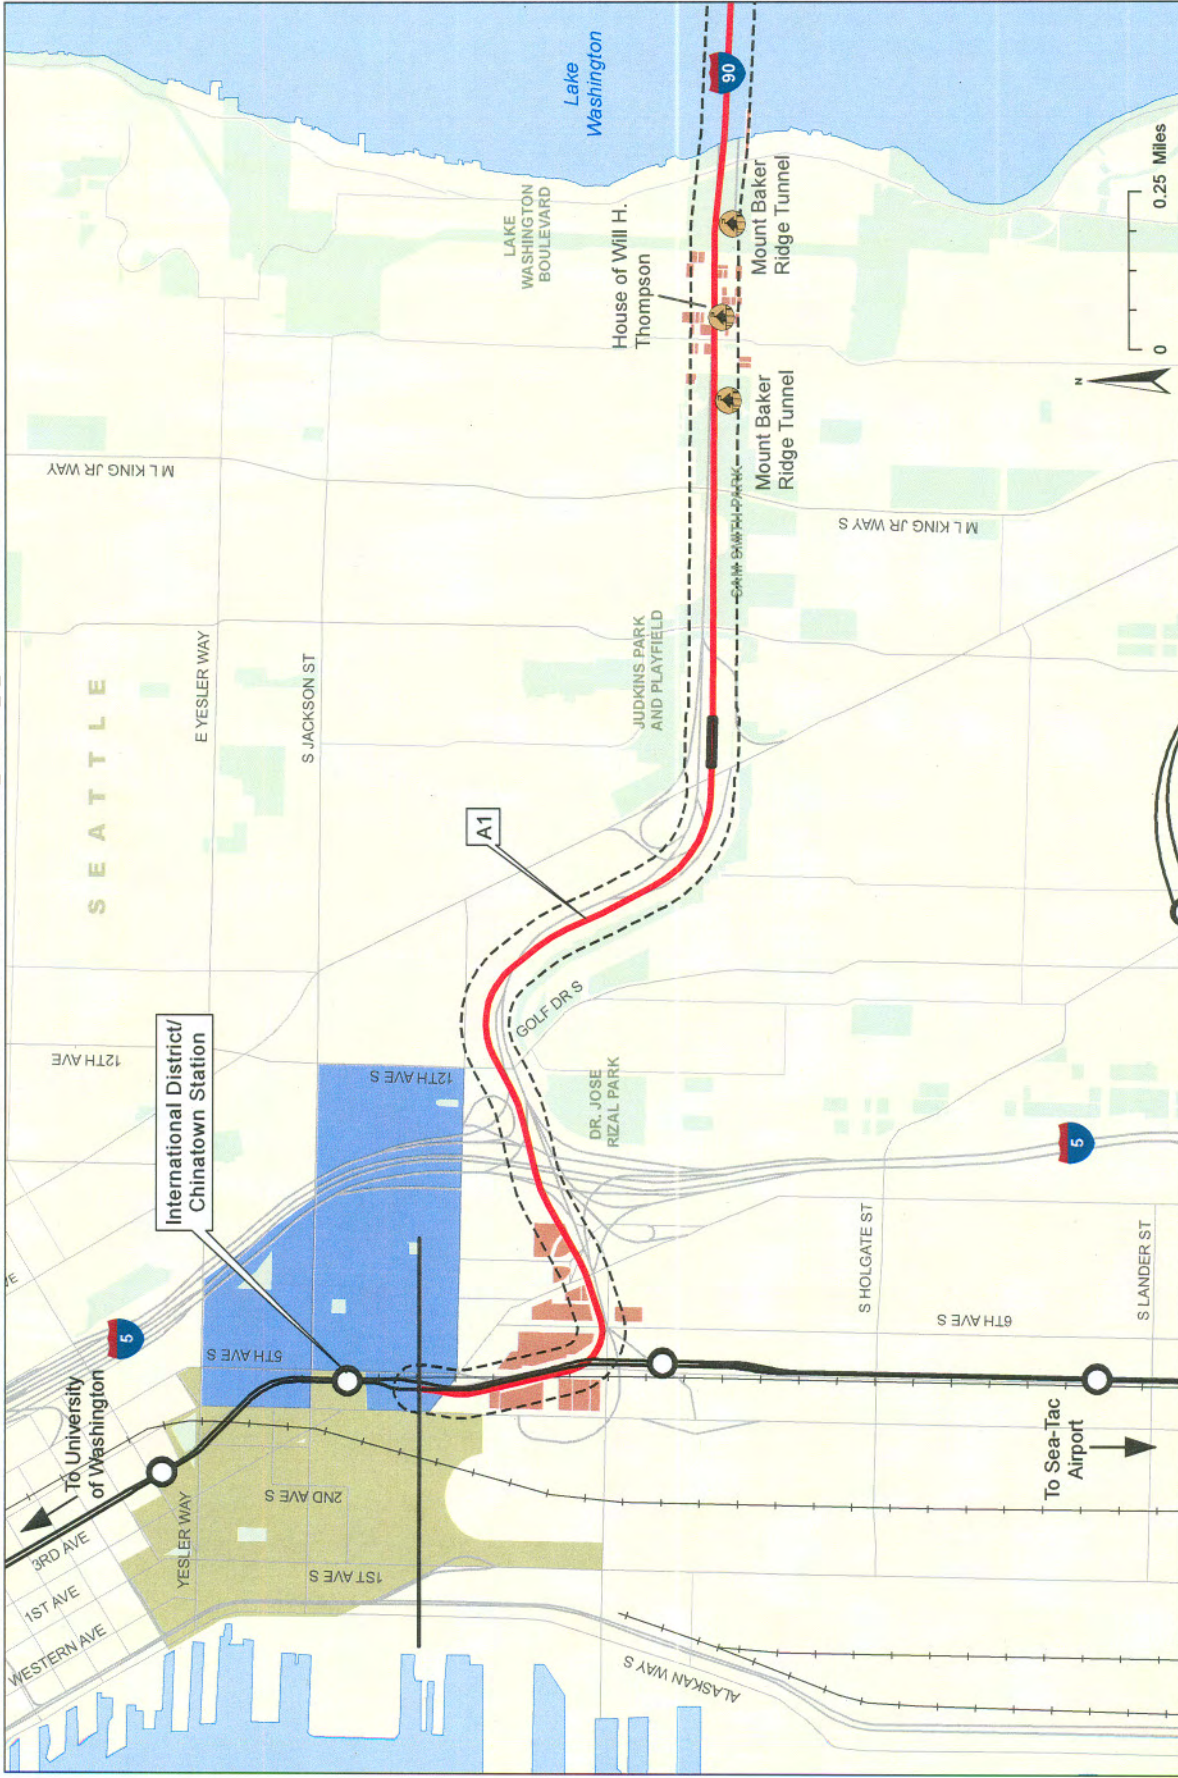 SEATTLE
E YESLER WAY
S JACKSON ST
M L KING JR WAY
12TH AVE
International District/
Chinatown Station
12TH AVE S
5
To University
of Washington
5TH AVE S
3RD AVE
1ST AVE
WESTERN AVE
YESLER WAY
2ND AVE S
1ST AVE S
ALASKAN WAY S
A1
GOLF DR S
DR. JOSE
RIZAL PARK
JUDKINS PARK
AND PLAYFIELD
SAM SMITH PARK
LAKE
WASHINGTON
BOULEVARD
Lake
Washington
House of Will H.
Thompson
90
Mount Baker
Ridge Tunnel
Mount Baker
Ridge Tunnel
M L KING JR WAY S
5
S HOLGATE ST
6TH AVE S
S LANDER ST
To Sea-Tac
Airport
N
0
0.25 Miles